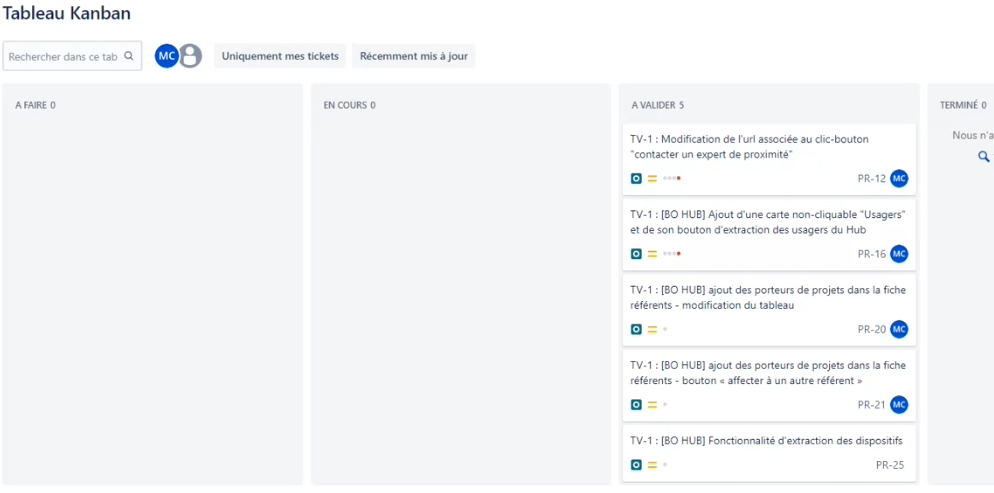 Tableau Kanban
Rechercher dans ce tab
MC
Uniquement mes tickets
Récemment mis à jour
A FAIRE 0
EN COURS 0
A VALIDER 5
TV-1 : Modification de l'url associée au clic-bouton
"contacter un expert de proximité"
PR-12
MC
TV-1 : [BO HUB] Ajout d'une carte non-cliquable "Usagers"
et de son bouton d'extraction des usagers du Hub
PR-16
MC
TV-1 : [BO HUB] ajout des porteurs de projets dans la fiche
référents - modification du tableau
PR-20
MC
TV-1 : [BO HUB] ajout des porteurs de projets dans la fiche
référents - bouton « affecter à un autre référent »
PR-21
MC
TV-1 : [BO HUB] Fonctionnalité d'extraction des dispositifs
PR-25
TERMINÉ 0
Nous n'a